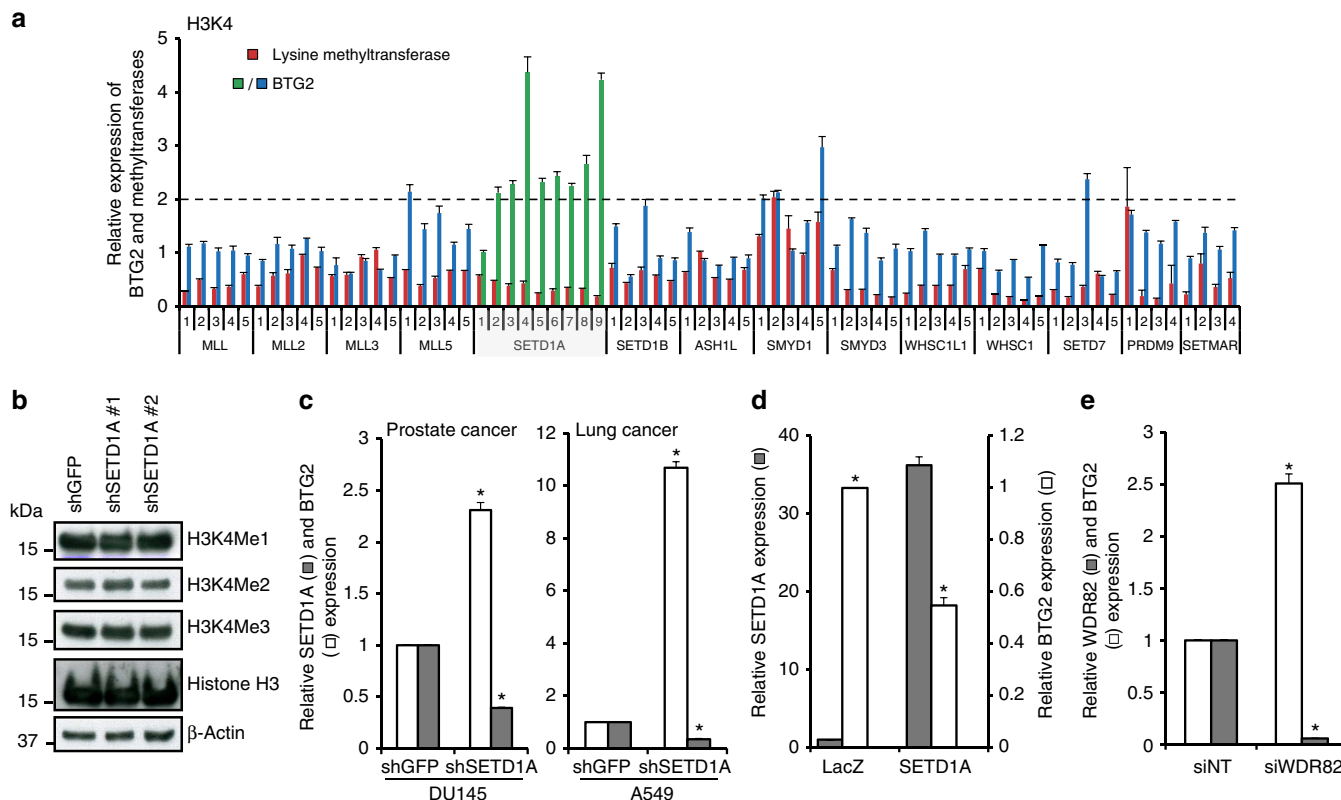 a
H3K4
Lysine methyltransferase
/ BTG2
Relative expression of
BTG2 and methyltransferases
5
4
3
2
1
0
1 2 3 4 5 1 2 3 4 5 1 2 3 4 5 1 2 3 4 5 1 2 3 4 5 6 7 8 9 1 2 3 4 5 1 2 3 4 5 1 2 3 4 5 1 2 3 4 5 1 2 3 4 5 1 2 3 4 5 1 2 3 4 5 1 2 3 4 1 2 3 4
MLL MLL2 MLL3 MLL5 SETD1A SETD1B ASH1L SMYD1 SMYD3 WHSC1L1 WHSC1 SETD7 PRDM9 SETMAR
b
shGFP
shSETD1A #1
shSETD1A #2
kDa
15 H3K4Me1
15 H3K4Me2
15 H3K4Me3
15 Histone H3
37 β-Actin
c
Relative SETD1A (■) and BTG2
(□) expression
Prostate cancer
3
2.5
2
1.5
1
0.5
0
* *
shGFP shSETD1A
DU145
Lung cancer
12
10
8
6
4
2
0
* *
shGFP shSETD1A
A549
d
Relative SETD1A expression (■)
40
30
20
10
0
* *
LacZ SETD1A
1.2
1
0.8
0.6
0.4
0.2
0
Relative BTG2 expression (□)
e
Relative WDR82 (■) and BTG2
(□) expression
3
2.5
2
1.5
1
0.5
0
* *
siNT siWDR82